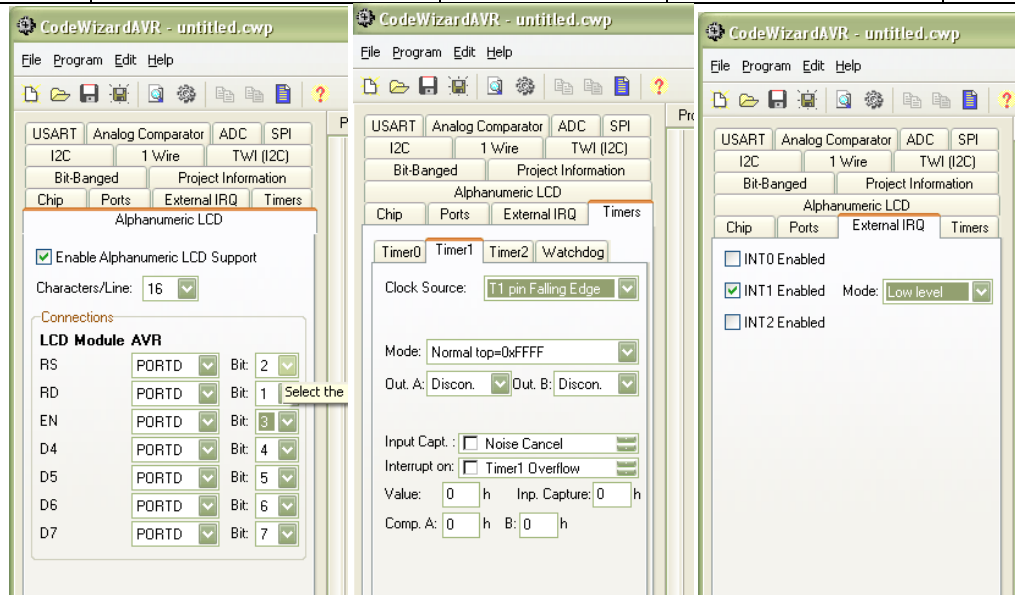 CodeWizardAVR - untitled.cwp
File Program Edit Help
USART Analog Comparator ADC SPI
I2C 1 Wire TWI (I2C)
Bit-Banged Project Information
Chip Ports External IRQ Timers
Alphanumeric LCD
Enable Alphanumeric LCD Support
Characters/Line: 16
Connections
LCD Module AVR
RS PORTD Bit: 2
RD PORTD Bit: 1 Select the
EN PORTD Bit: 3
D4 PORTD Bit: 4
D5 PORTD Bit: 5
D6 PORTD Bit: 6
D7 PORTD Bit: 7
CodeWizardAVR - untitled.cwp
File Program Edit Help
USART Analog Comparator ADC SPI
I2C 1 Wire TWI (I2C)
Bit-Banged Project Information
Alphanumeric LCD
Chip Ports External IRQ Timers
Timer0 Timer1 Timer2 Watchdog
Clock Source: T1 pin Falling Edge
Mode: Normal top=0xFFFF
Out. A: Discon. Out. B: Discon.
Input Capt. : Noise Cancel
Interrupt on: Timer1 Overflow
Value: 0 h Inp. Capture: 0 h
Comp. A: 0 h B: 0 h
CodeWizardAVR - untitled.cwp
File Program Edit Help
USART Analog Comparator ADC SPI
I2C 1 Wire TWI (I2C)
Bit-Banged Project Information
Alphanumeric LCD
Chip Ports External IRQ Timers
INT0 Enabled
INT1 Enabled Mode: Low level
INT2 Enabled